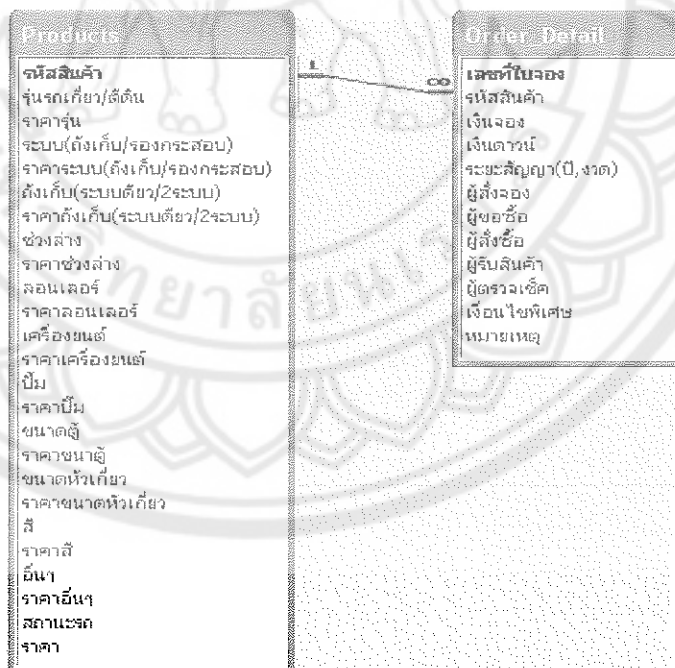 Products
รหัสสินค้า
รุ่นรถเกี่ยว/ตีดิน
ราคารุ่น
ระบบ(ถังเก็บ/รองกระสอบ)
ราคาระบบ(ถังเก็บ/รองกระสอบ)
ถังเก็บ(ระบบเดียว/2ระบบ)
ราคาถังเก็บ(ระบบเดียว/2ระบบ)
ช่วงล่าง
ราคาช่วงล่าง
ลอนเลอร์
ราคาลอนเลอร์
เครื่องยนต์
ราคาเครื่องยนต์
ปั๊ม
ราคาปั๊ม
ขนาดตู้
ราคาขนาตู้
ขนาดหัวเกี่ยว
ราคาขนาดหัวเกี่ยว
สี
ราคาสี
อื่นๆ
ราคาอื่นๆ
สถานะรถ
ราคา
1
∞
Order Detail
เลขที่ใบจอง
รหัสสินค้า
เงินจอง
เงินดาวน์
ระยะสัญญา(ปี,งวด)
ผู้สั่งจอง
ผู้ขอซื้อ
ผู้สั่งซื้อ
ผู้รับสินค้า
ผู้ตรวจเช็ค
เงื่อนไขพิเศษ
หมายเหตุ